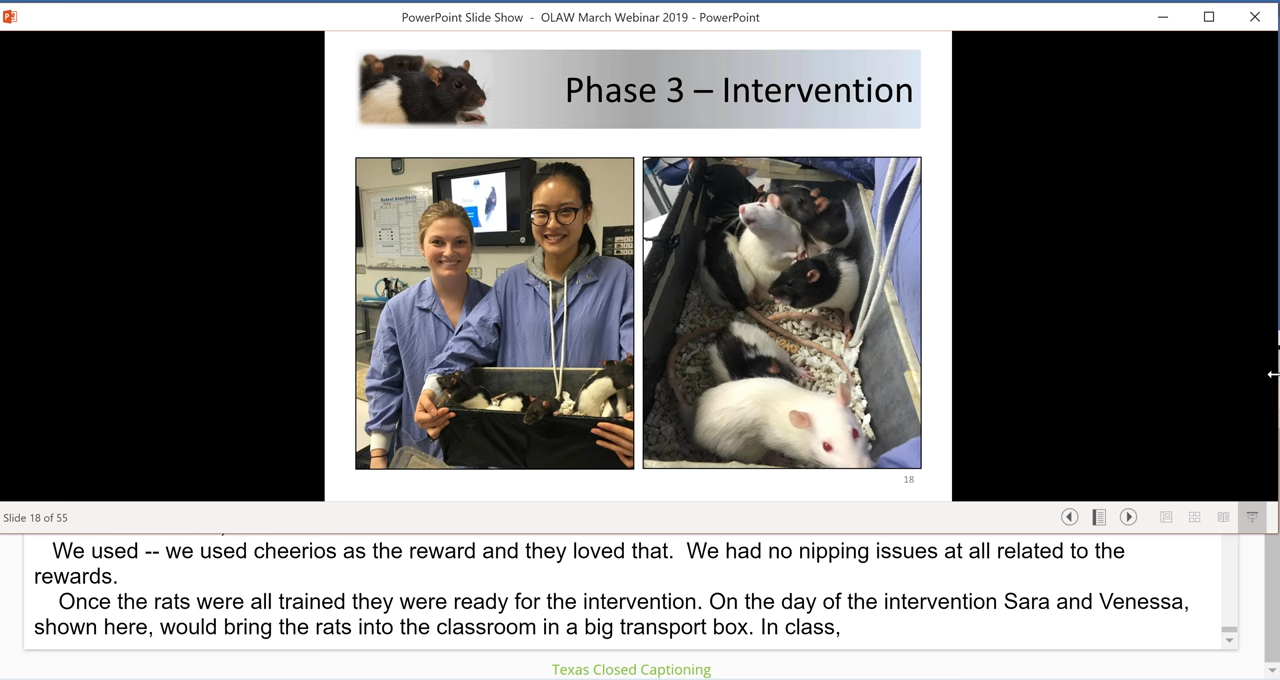 PowerPoint Slide Show - OLAW March Webinar 2019 - PowerPoint
Phase 3 – Intervention
18
Slide 18 of 55
We used -- we used cheerios as the reward and they loved that. We had no nipping issues at all related to the
rewards.
Once the rats were all trained they were ready for the intervention. On the day of the intervention Sara and Venessa,
shown here, would bring the rats into the classroom in a big transport box. In class,
Texas Closed Captioning